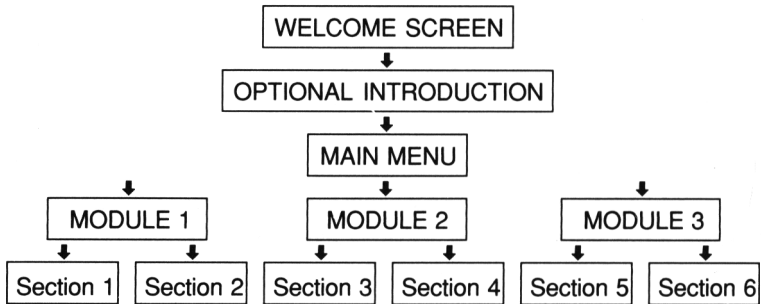 WELCOME SCREEN
OPTIONAL INTRODUCTION
MAIN MENU
MODULE 1 MODULE 2 MODULE 3
Section 1 Section 2 Section 3 Section 4 Section 5 Section 6